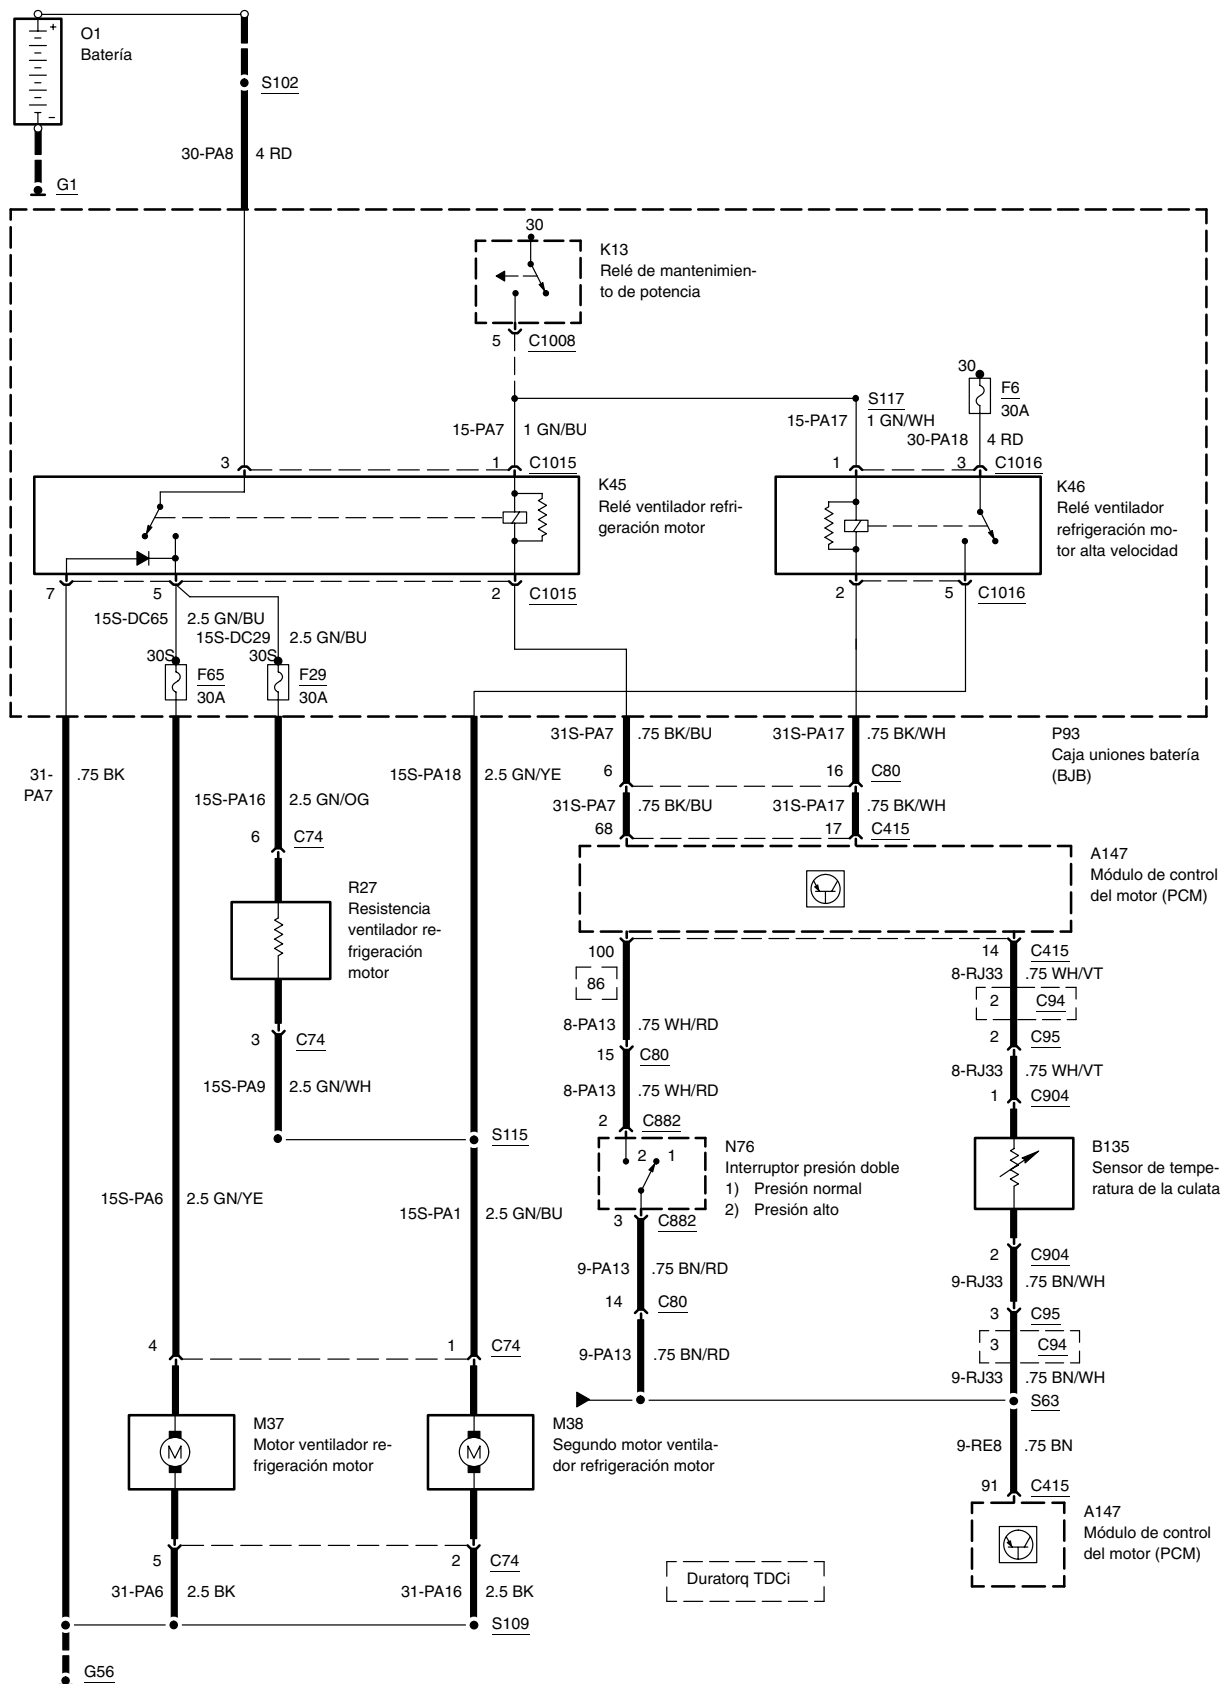 +
O1
Batería
S102
-
30-PA8 4 RD
G1
30
K13
Relé de mantenimien-
to de potencia
5 C1008
30
F6
30A
S117
15-PA7 1 GN/BU
15-PA17 1 GN/WH
30-PA18 4 RD
3 1 C1015
1 3 C1016
K45
Relé ventilador refri-
geración motor
K46
Relé ventilador
refrigeración mo-
tor alta velocidad
7 5 2 C1015
2 5 C1016
15S-DC65 2.5 GN/BU
15S-DC29 2.5 GN/BU
30S 30S
F65
30A
F29
30A
31S-PA7 .75 BK/BU
31S-PA17 .75 BK/WH
P93
Caja uniones batería
(BJB)
31-
PA7
.75 BK
15S-PA18 2.5 GN/YE
6 16 C80
15S-PA16 2.5 GN/OG
31S-PA7 .75 BK/BU
31S-PA17 .75 BK/WH
6 C74
68 17 C415
A147
Módulo de control
del motor (PCM)
R27
Resistencia
ventilador re-
frigeración
motor
100 14 C415
86
8-RJ33 .75 WH/VT
2 C94
8-PA13 .75 WH/RD
3 C74
2 C95
15 C80
8-RJ33 .75 WH/VT
15S-PA9 2.5 GN/WH
8-PA13 .75 WH/RD
1 C904
2 C882
S115
N76
Interruptor presión doble
1) Presión normal
2) Presión alto
2 1
B135
Sensor de tempe-
ratura de la culata
15S-PA6 2.5 GN/YE
15S-PA1 2.5 GN/BU
3 C882
2 C904
9-PA13 .75 BN/RD
9-RJ33 .75 BN/WH
14 C80
3 C95
4 1 C74
3 C94
9-PA13 .75 BN/RD
9-RJ33 .75 BN/WH
S63
M37
Motor ventilador re-
frigeración motor
M
M38
Segundo motor ventila-
dor refrigeración motor
M
9-RE8 .75 BN
91 C415
A147
Módulo de control
del motor (PCM)
5 2 C74
Duratorq TDCi
31-PA6 2.5 BK
31-PA16 2.5 BK
S109
G56